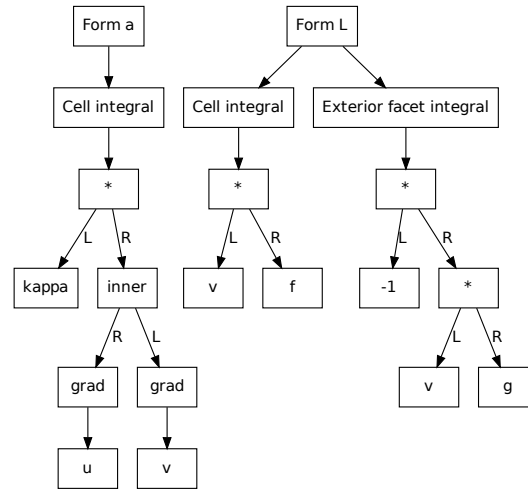 Form a
Form L
Cell integral
Cell integral
Exterior facet integral
*
*
*
L
R
L
R
L
R
kappa
inner
v
f
-1
*
R
L
L
R
grad
grad
v
g
u
v